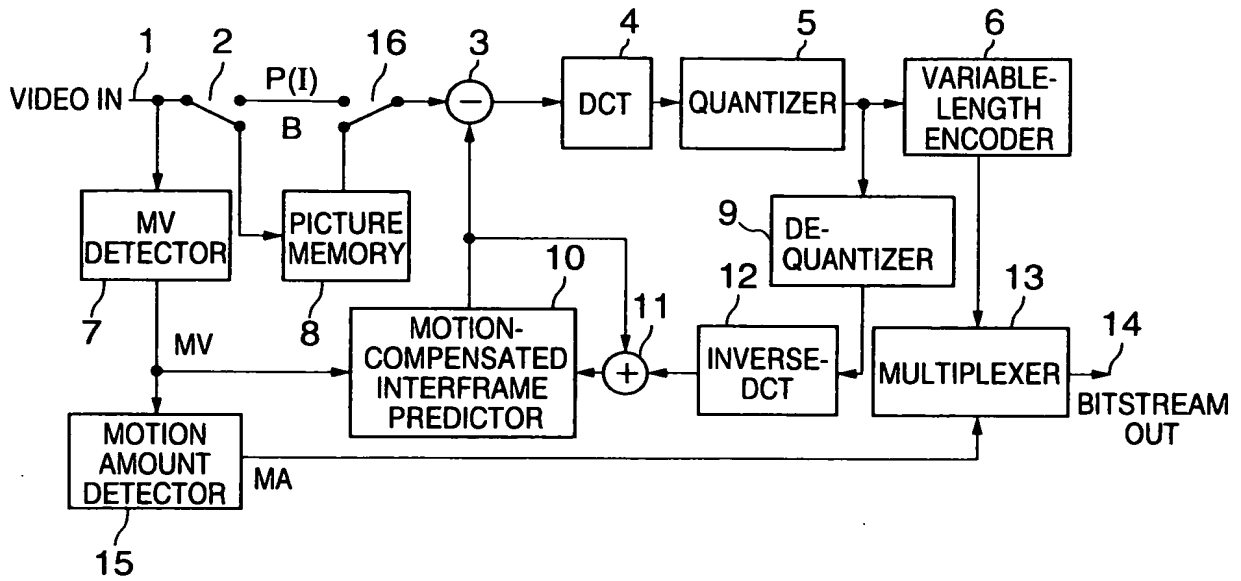 1
2
16
3
4
5
6
VIDEO IN
P(I)
B
−
DCT
QUANTIZER
VARIABLE-
LENGTH
ENCODER
MV
DETECTOR
7
PICTURE
MEMORY
8
9
DE-
QUANTIZER
10
MOTION-
COMPENSATED
INTERFRAME
PREDICTOR
11
+
12
INVERSE-
DCT
13
MULTIPLEXER
14
BITSTREAM
OUT
MV
MOTION
AMOUNT
DETECTOR
MA
15